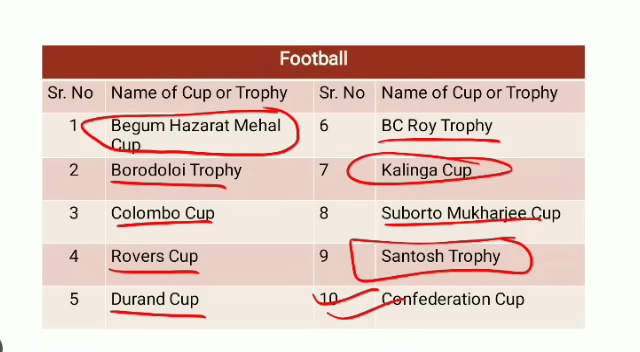 Football
Sr. No Name of Cup or Trophy Sr. No Name of Cup or Trophy
1 Begum Hazarat Mehal Cup 6 BC Roy Trophy
2 Borodoloi Trophy 7 Kalinga Cup
3 Colombo Cup 8 Suborto Mukharjee Cup
4 Rovers Cup 9 Santosh Trophy
5 Durand Cup 10 Confederation Cup